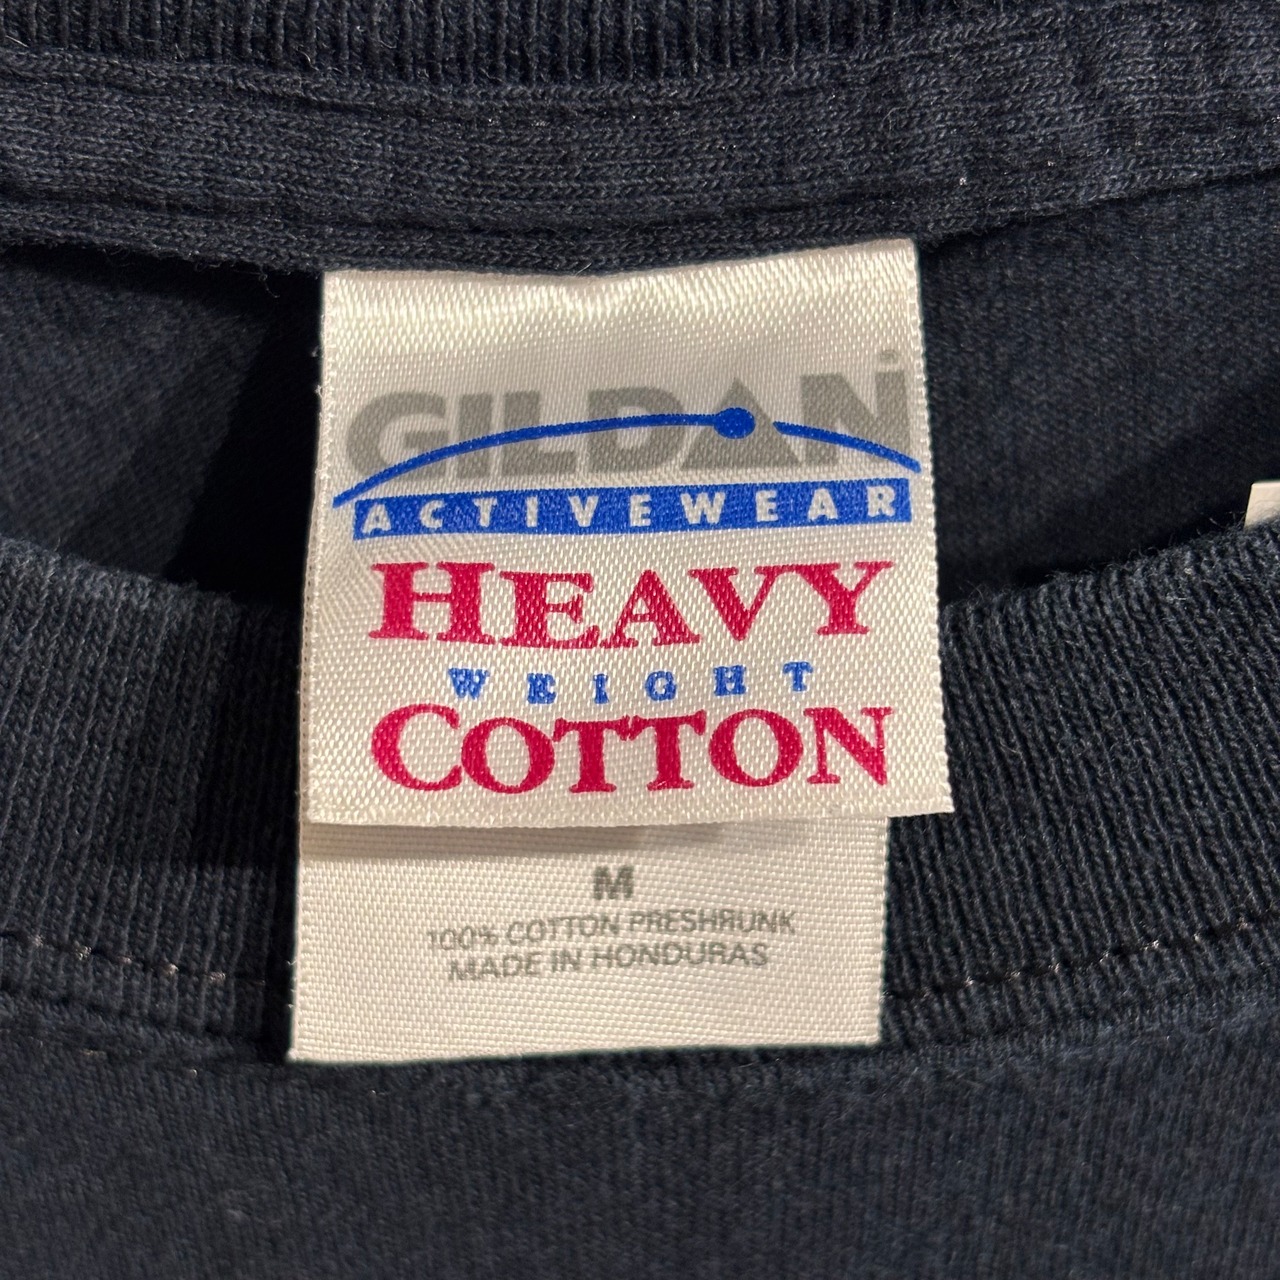 GILDAN
ACTIVEWEAR
HEAVY
WEIGHT
COTTON
M
100% COTTON PRESHRUNK
MADE IN HONDURAS